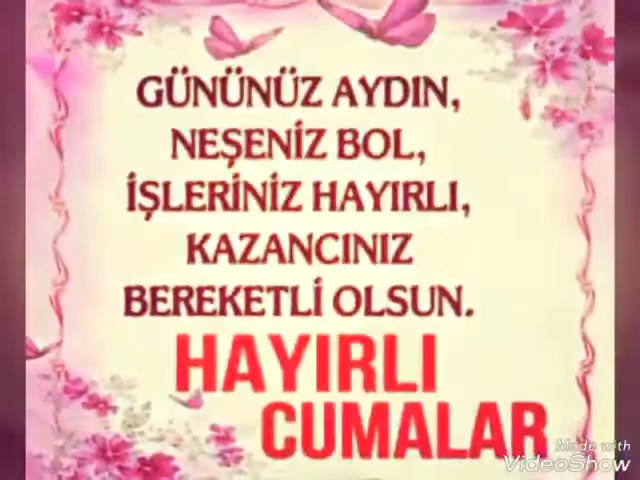 GÜNÜNÜZ AYDIN,
NEŞENİZ BOL,
İŞLERİNİZ HAYIRLI,
KAZANCINIZ
BEREKETLİ OLSUN.
HAYIRLI
CUMALAR
Made with
VideoShow